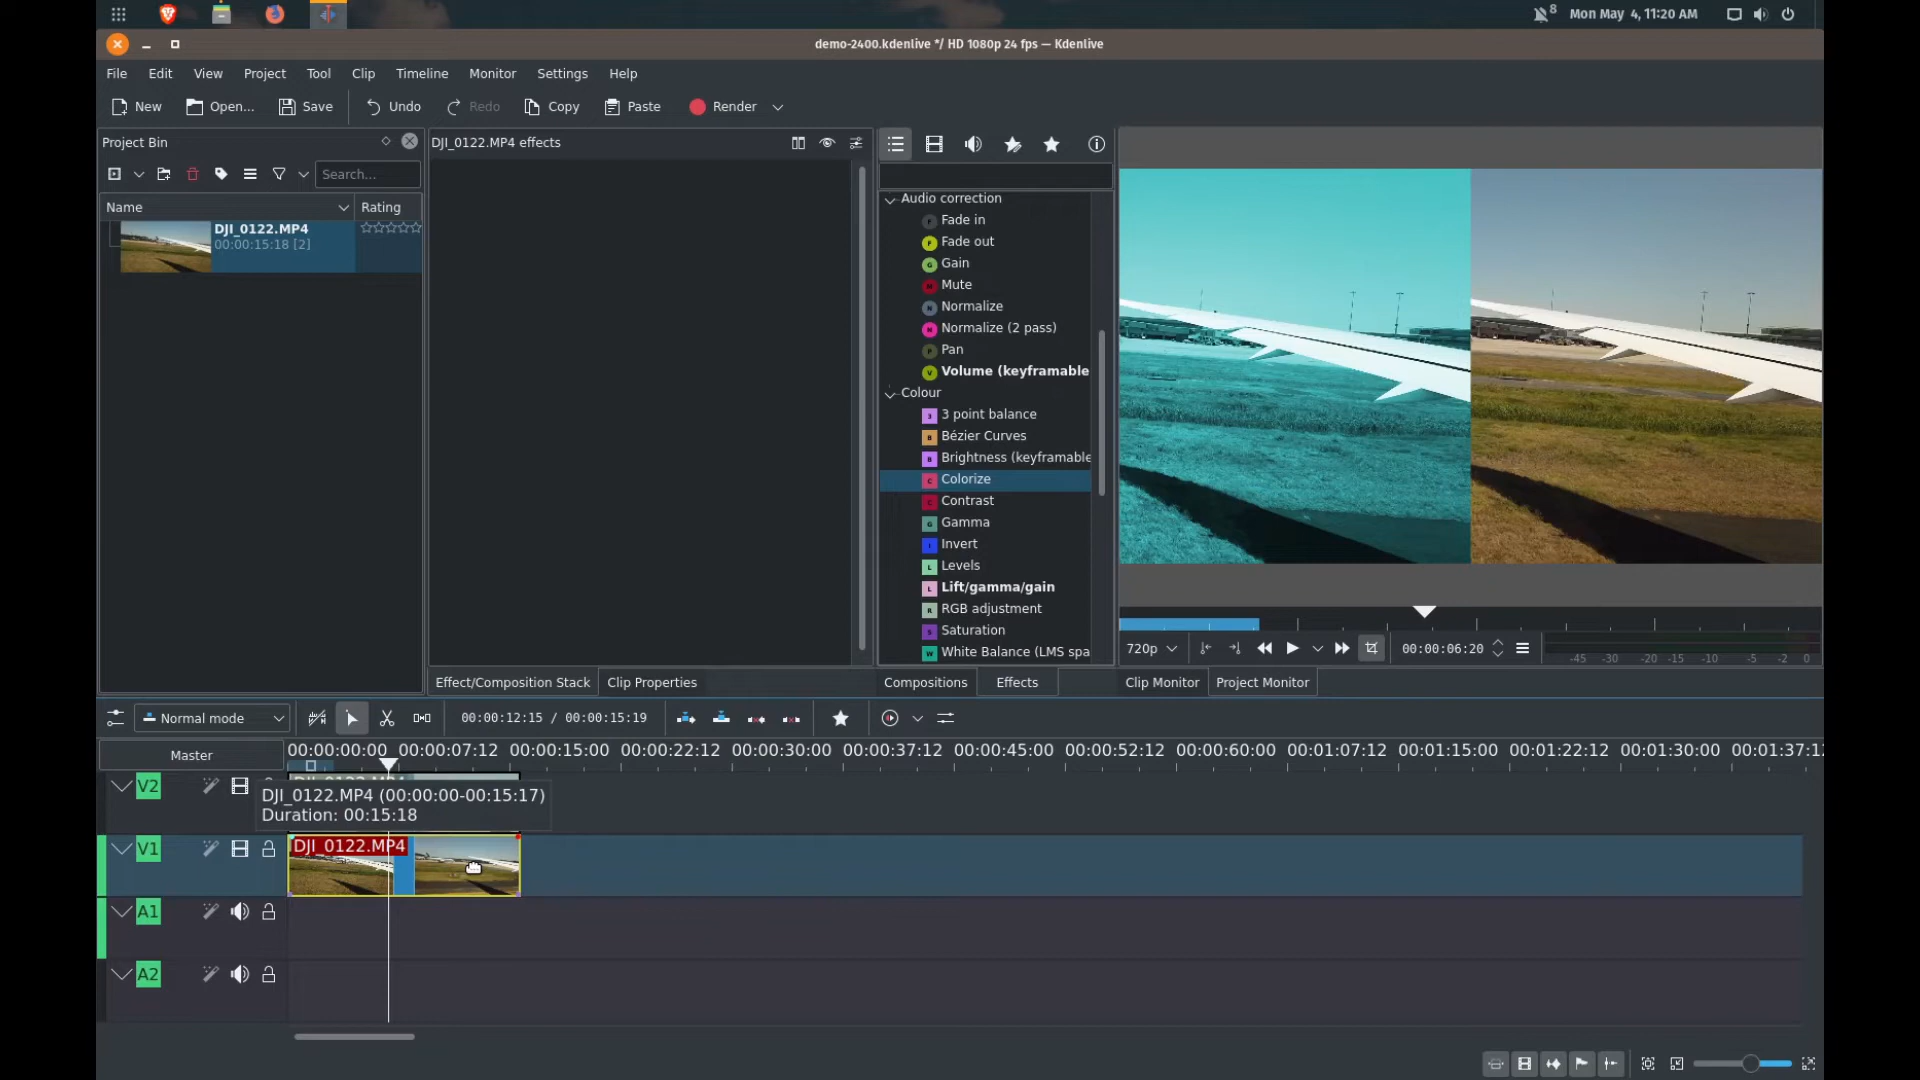 8 Mon May 4, 11:20 AM
demo-2400.kdenlive */ HD 1080p 24 fps — Kdenlive
File Edit View Project Tool Clip Timeline Monitor Settings Help
New Open... Save Undo Redo Copy Paste Render
Project Bin
Search...
Name Rating
DJI_0122.MP4
00:00:15:18 [2]
DJI_0122.MP4 effects
Audio correction
Fade in
Fade out
Gain
Mute
Normalize
Normalize (2 pass)
Pan
Volume (keyframable
Colour
3 point balance
Bézier Curves
Brightness (keyframable
Colorize
Contrast
Gamma
Invert
Levels
Lift/gamma/gain
RGB adjustment
Saturation
White Balance (LMS spa
720p 00:00:06:20
-45 -30 -20 -15 -10 -5 -2 0
Effect/Composition Stack Clip Properties
Compositions Effects
Clip Monitor Project Monitor
Normal mode 00:00:12:15 / 00:00:15:19
Master
00:00:00:00 00:00:07:12 00:00:15:00 00:00:22:12 00:00:30:00 00:00:37:12 00:00:45:00 00:00:52:12 00:00:60:00 00:01:07:12 00:01:15:00 00:01:22:12 00:01:30:00 00:01:37:12
V2
DJI_0122.MP4
DJI_0122.MP4 (00:00:00-00:15:17)
Duration: 00:15:18
V1
DJI_0122.MP4
A1
A2